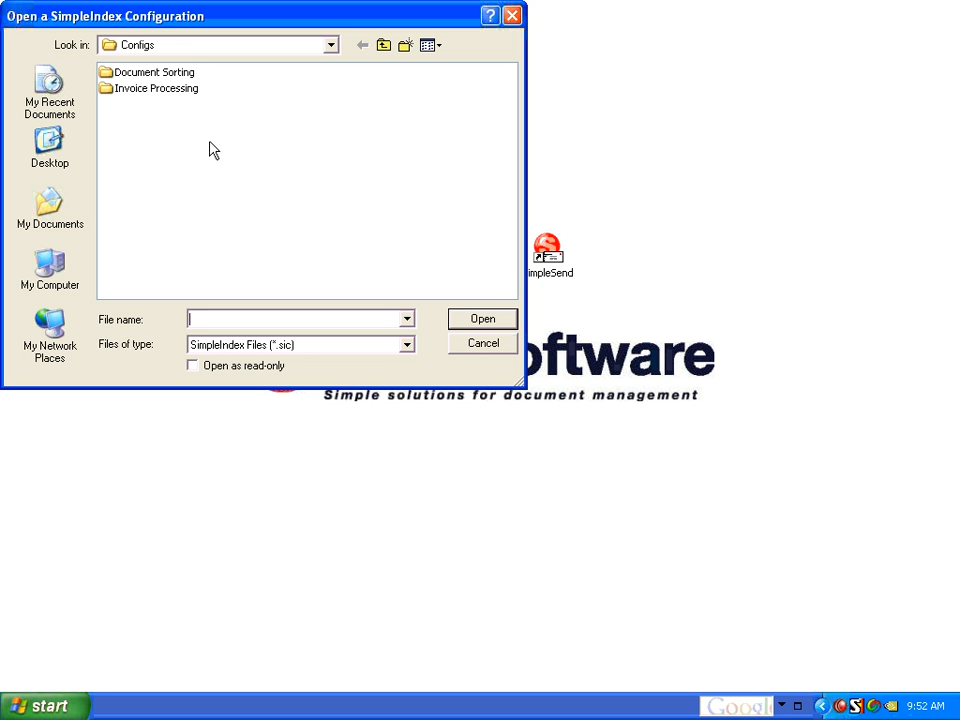 Open a SimpleIndex Configuration
Look in: Configs
Document Sorting
Invoice Processing
My Recent Documents
Desktop
My Documents
My Computer
My Network Places
File name:
Open
Files of type: SimpleIndex Files (*.sic)
Cancel
Open as read-only
impleSend
oftware
Simple solutions for document management
start
Google
9:52 AM